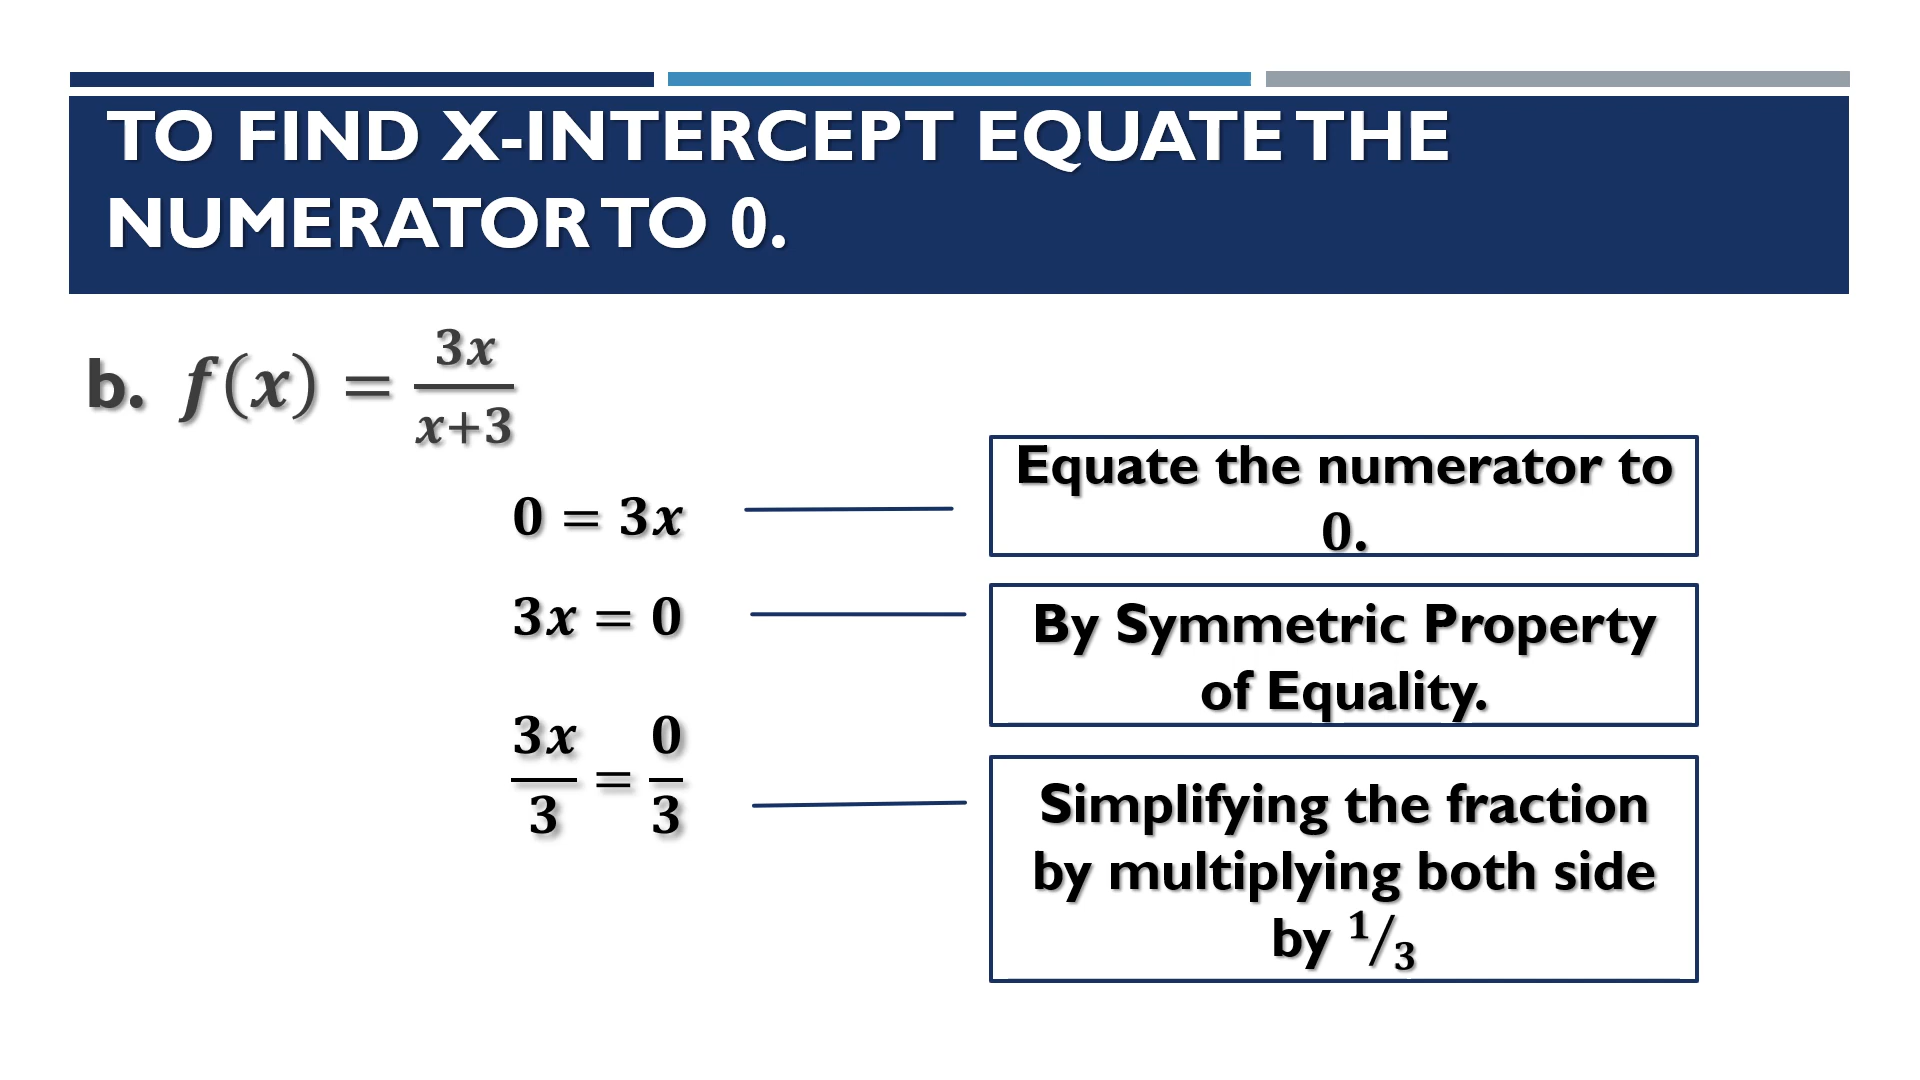 TO FIND X-INTERCEPT EQUATE THE
NUMERATOR TO 0.
b. f(x) = 3x/(x+3)
0 = 3x
Equate the numerator to
0.
3x = 0
By Symmetric Property
of Equality.
3x/3 = 0/3
Simplifying the fraction
by multiplying both side
by 1/3